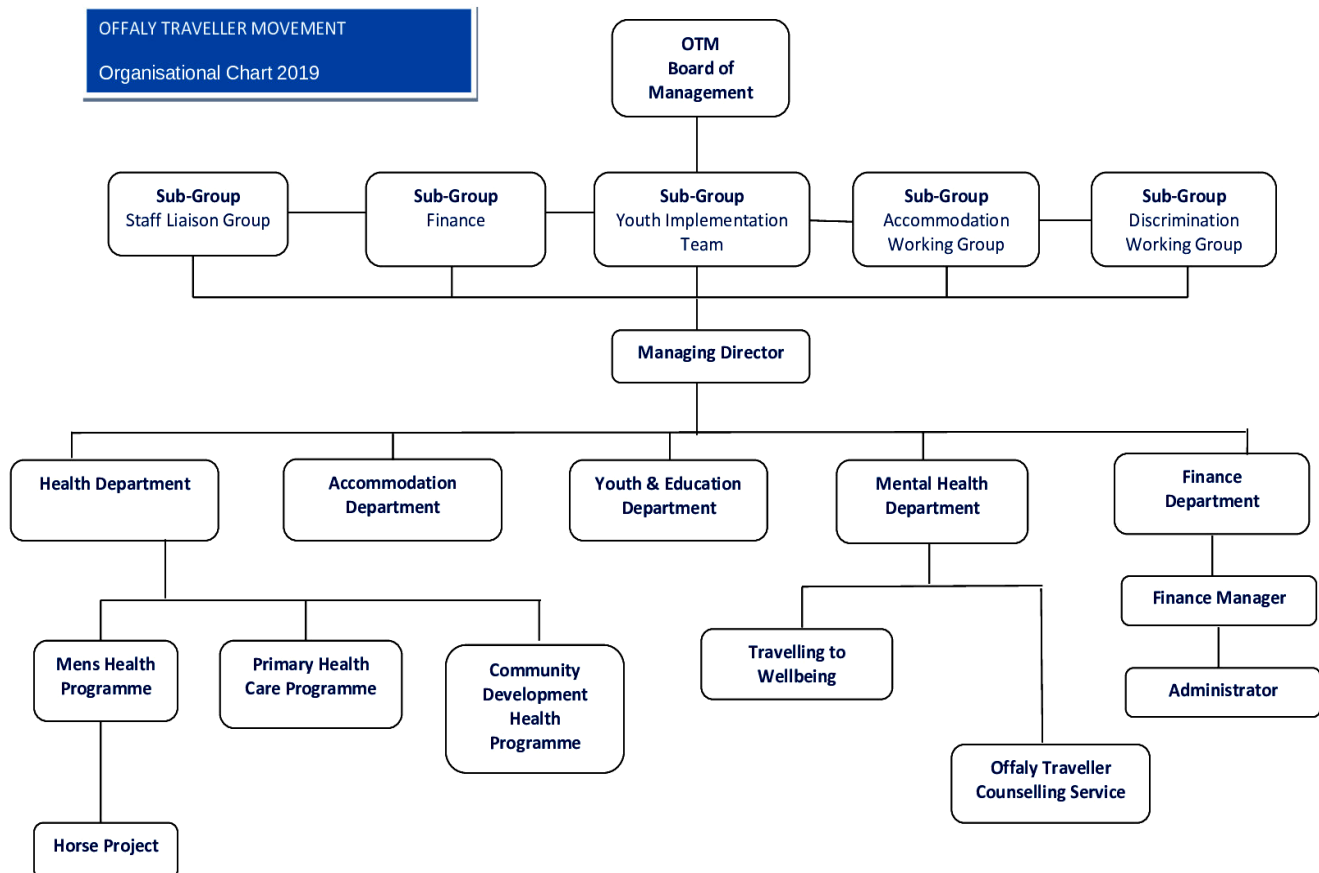 OFFALY TRAVELLER MOVEMENT
Organisational Chart 2019
OTM
Board of
Management
Sub-Group
Staff Liaison Group
Sub-Group
Finance
Sub-Group
Youth Implementation
Team
Sub-Group
Accommodation
Working Group
Sub-Group
Discrimination
Working Group
Managing Director
Health Department
Accommodation
Department
Youth & Education
Department
Mental Health
Department
Finance
Department
Finance Manager
Administrator
Mens Health
Programme
Primary Health
Care Programme
Community
Development
Health
Programme
Travelling to
Wellbeing
Offaly Traveller
Counselling Service
Horse Project